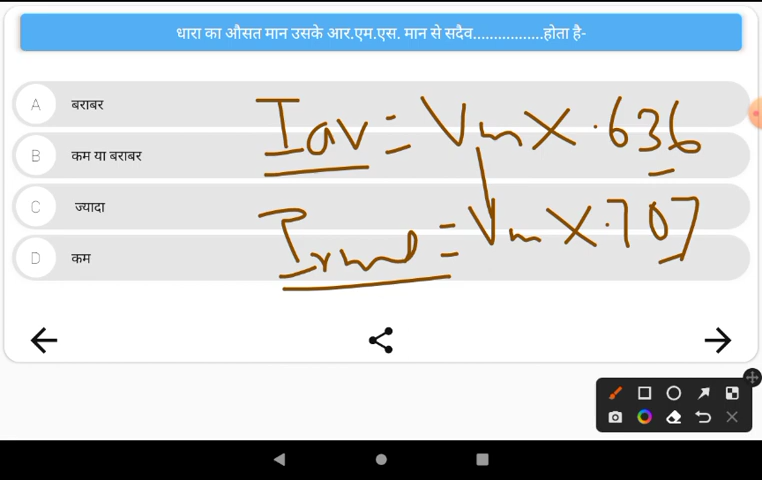 धारा का औसत मान उसके आर.एम.एस. मान से सदैव.................होता है-
A बराबर
B कम या बराबर
C ज्यादा
D कम
Iav = Vm X .636
Irms = Vm X .707